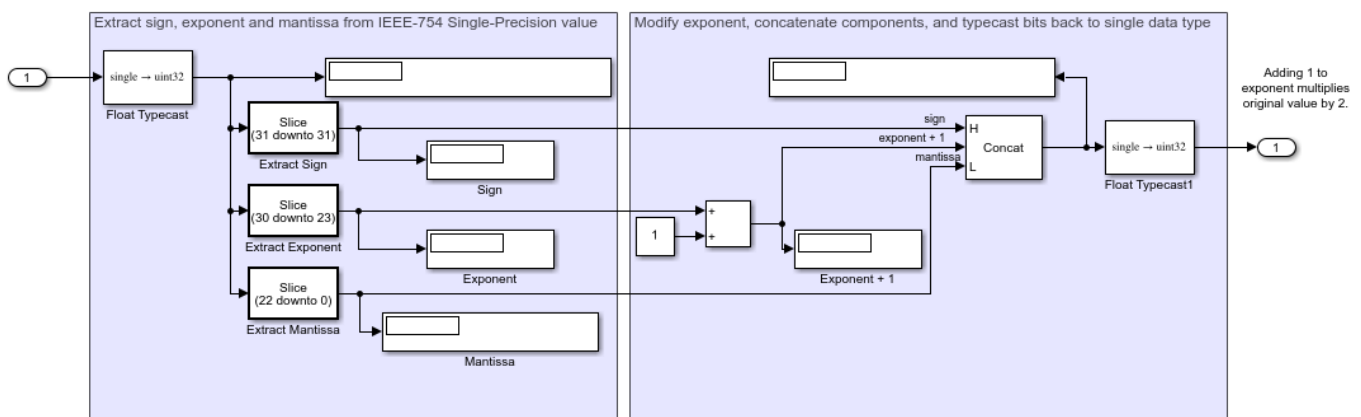 Extract sign, exponent and mantissa from IEEE-754 Single-Precision value
1
single → uint32
Float Typecast
Slice
(31 downto 31)
Extract Sign
Sign
Slice
(30 downto 23)
Extract Exponent
Exponent
Slice
(22 downto 0)
Extract Mantissa
Mantissa
Modify exponent, concatenate components, and typecast bits back to single data type
sign
exponent + 1
mantissa
H
Concat
L
single → uint32
Float Typecast1
+
+
1
Exponent + 1
Adding 1 to
exponent multiplies
original value by 2.
1